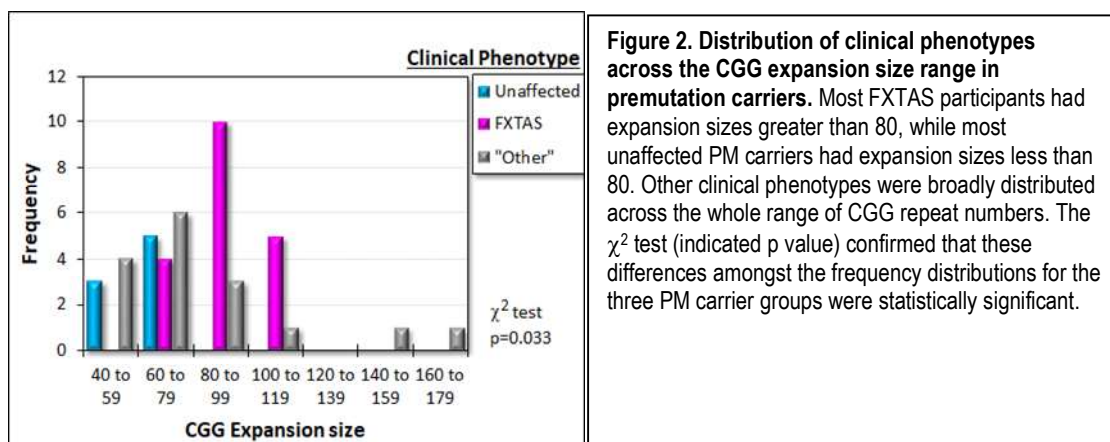 Clinical Phenotype
Unaffected
FXTAS
"Other"
12
10
8
6
4
2
0
Frequency
40 to 60 to 80 to 100 to 120 to 140 to 160 to
59 79 99 119 139 159 179
CGG Expansion size
χ² test
p=0.033
Figure 2. Distribution of clinical phenotypes
across the CGG expansion size range in
premutation carriers. Most FXTAS participants had
expansion sizes greater than 80, while most
unaffected PM carriers had expansion sizes less than
80. Other clinical phenotypes were broadly distributed
across the whole range of CGG repeat numbers. The
χ² test (indicated p value) confirmed that these
differences amongst the frequency distributions for the
three PM carrier groups were statistically significant.